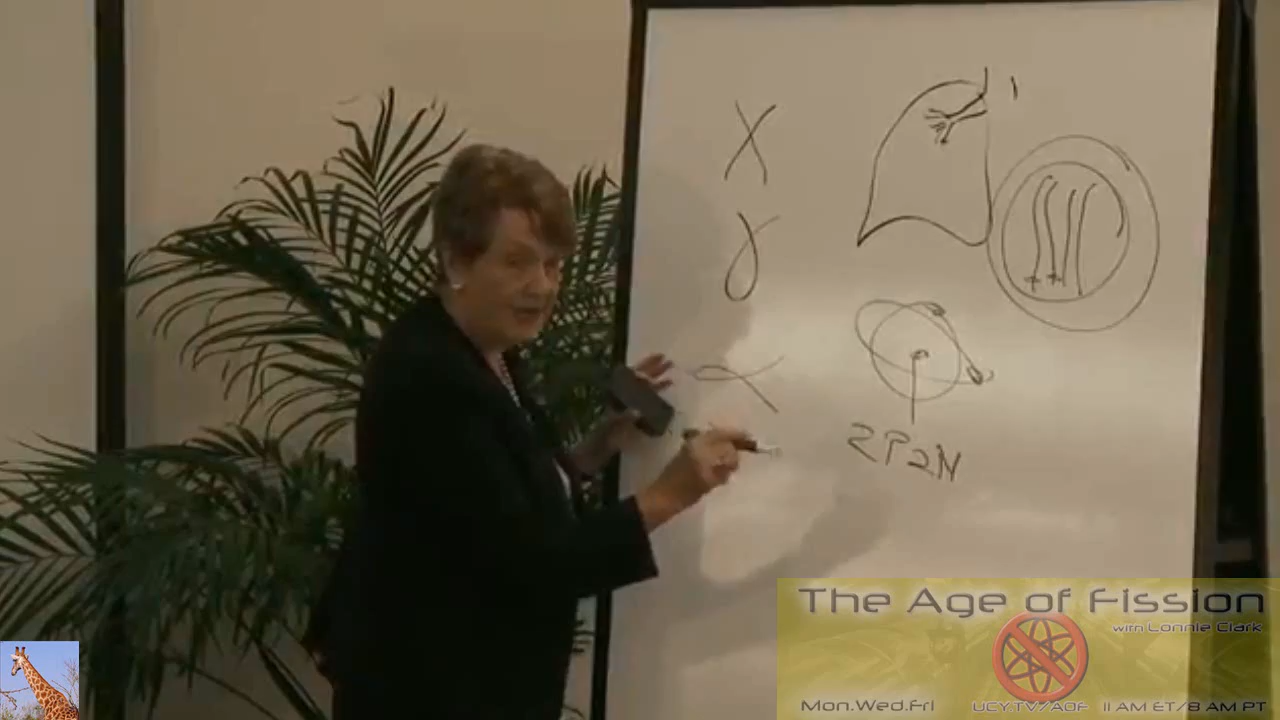 X
γ
α
2P2N
The Age of Fission
with Lonnie Clark
Mon.Wed.Fri
UCY.TV/AOF
11 AM ET/8 AM PT